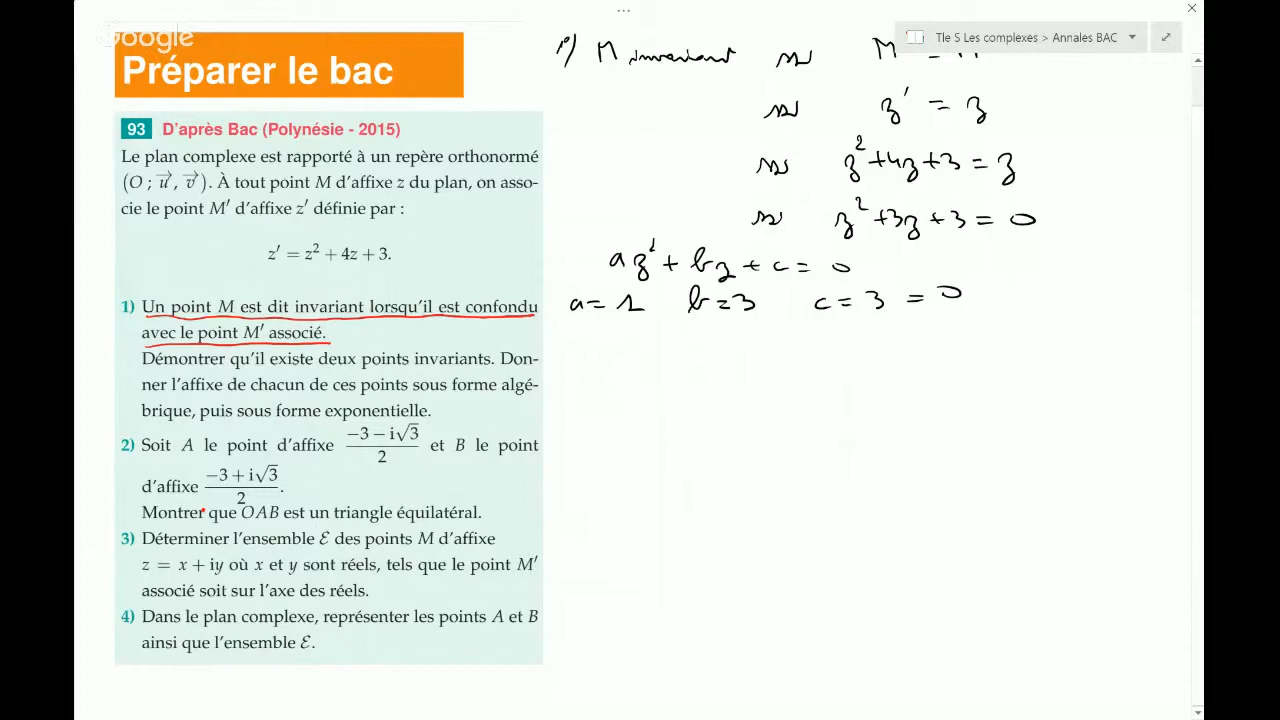 ...
Google
Préparer le bac
Tle S Les complexes > Annales BAC
93 D'après Bac (Polynésie - 2015)
Le plan complexe est rapporté à un repère orthonormé
(O ; u⃗, v⃗). À tout point M d'affixe z du plan, on asso-
cie le point M′ d'affixe z′ définie par :
z′ = z² + 4z + 3.
1) Un point M est dit invariant lorsqu'il est confondu
avec le point M′ associé.
Démontrer qu'il existe deux points invariants. Don-
ner l'affixe de chacun de ces points sous forme algé-
brique, puis sous forme exponentielle.
2) Soit A le point d'affixe (−3 − i√3)/2 et B le point
d'affixe (−3 + i√3)/2.
Montrer que OAB est un triangle équilatéral.
3) Déterminer l'ensemble ℰ des points M d'affixe
z = x + iy où x et y sont réels, tels que le point M′
associé soit sur l'axe des réels.
4) Dans le plan complexe, représenter les points A et B
ainsi que l'ensemble ℰ.
1) M invariant ssi M = M
ssi z′ = z
ssi z² + 4z + 3 = z
ssi z² + 3z + 3 = 0
az² + bz + c = 0
a = 1 b = 3 c = 3 = 0